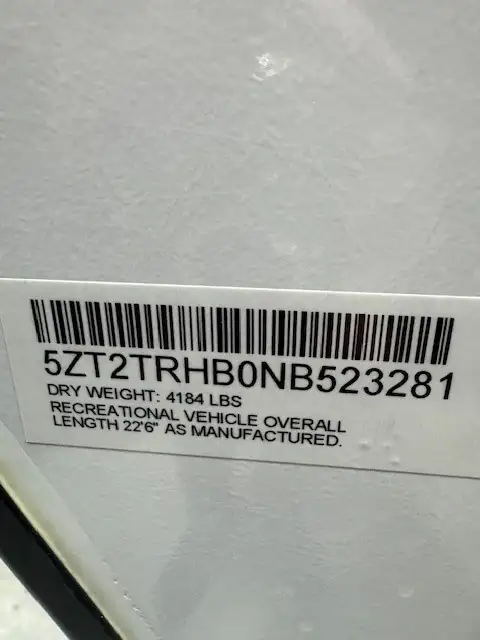 5ZT2TRHB0NB523281
DRY WEIGHT: 4184 LBS
RECREATIONAL VEHICLE OVERALL
LENGTH 22'6" AS MANUFACTURED.